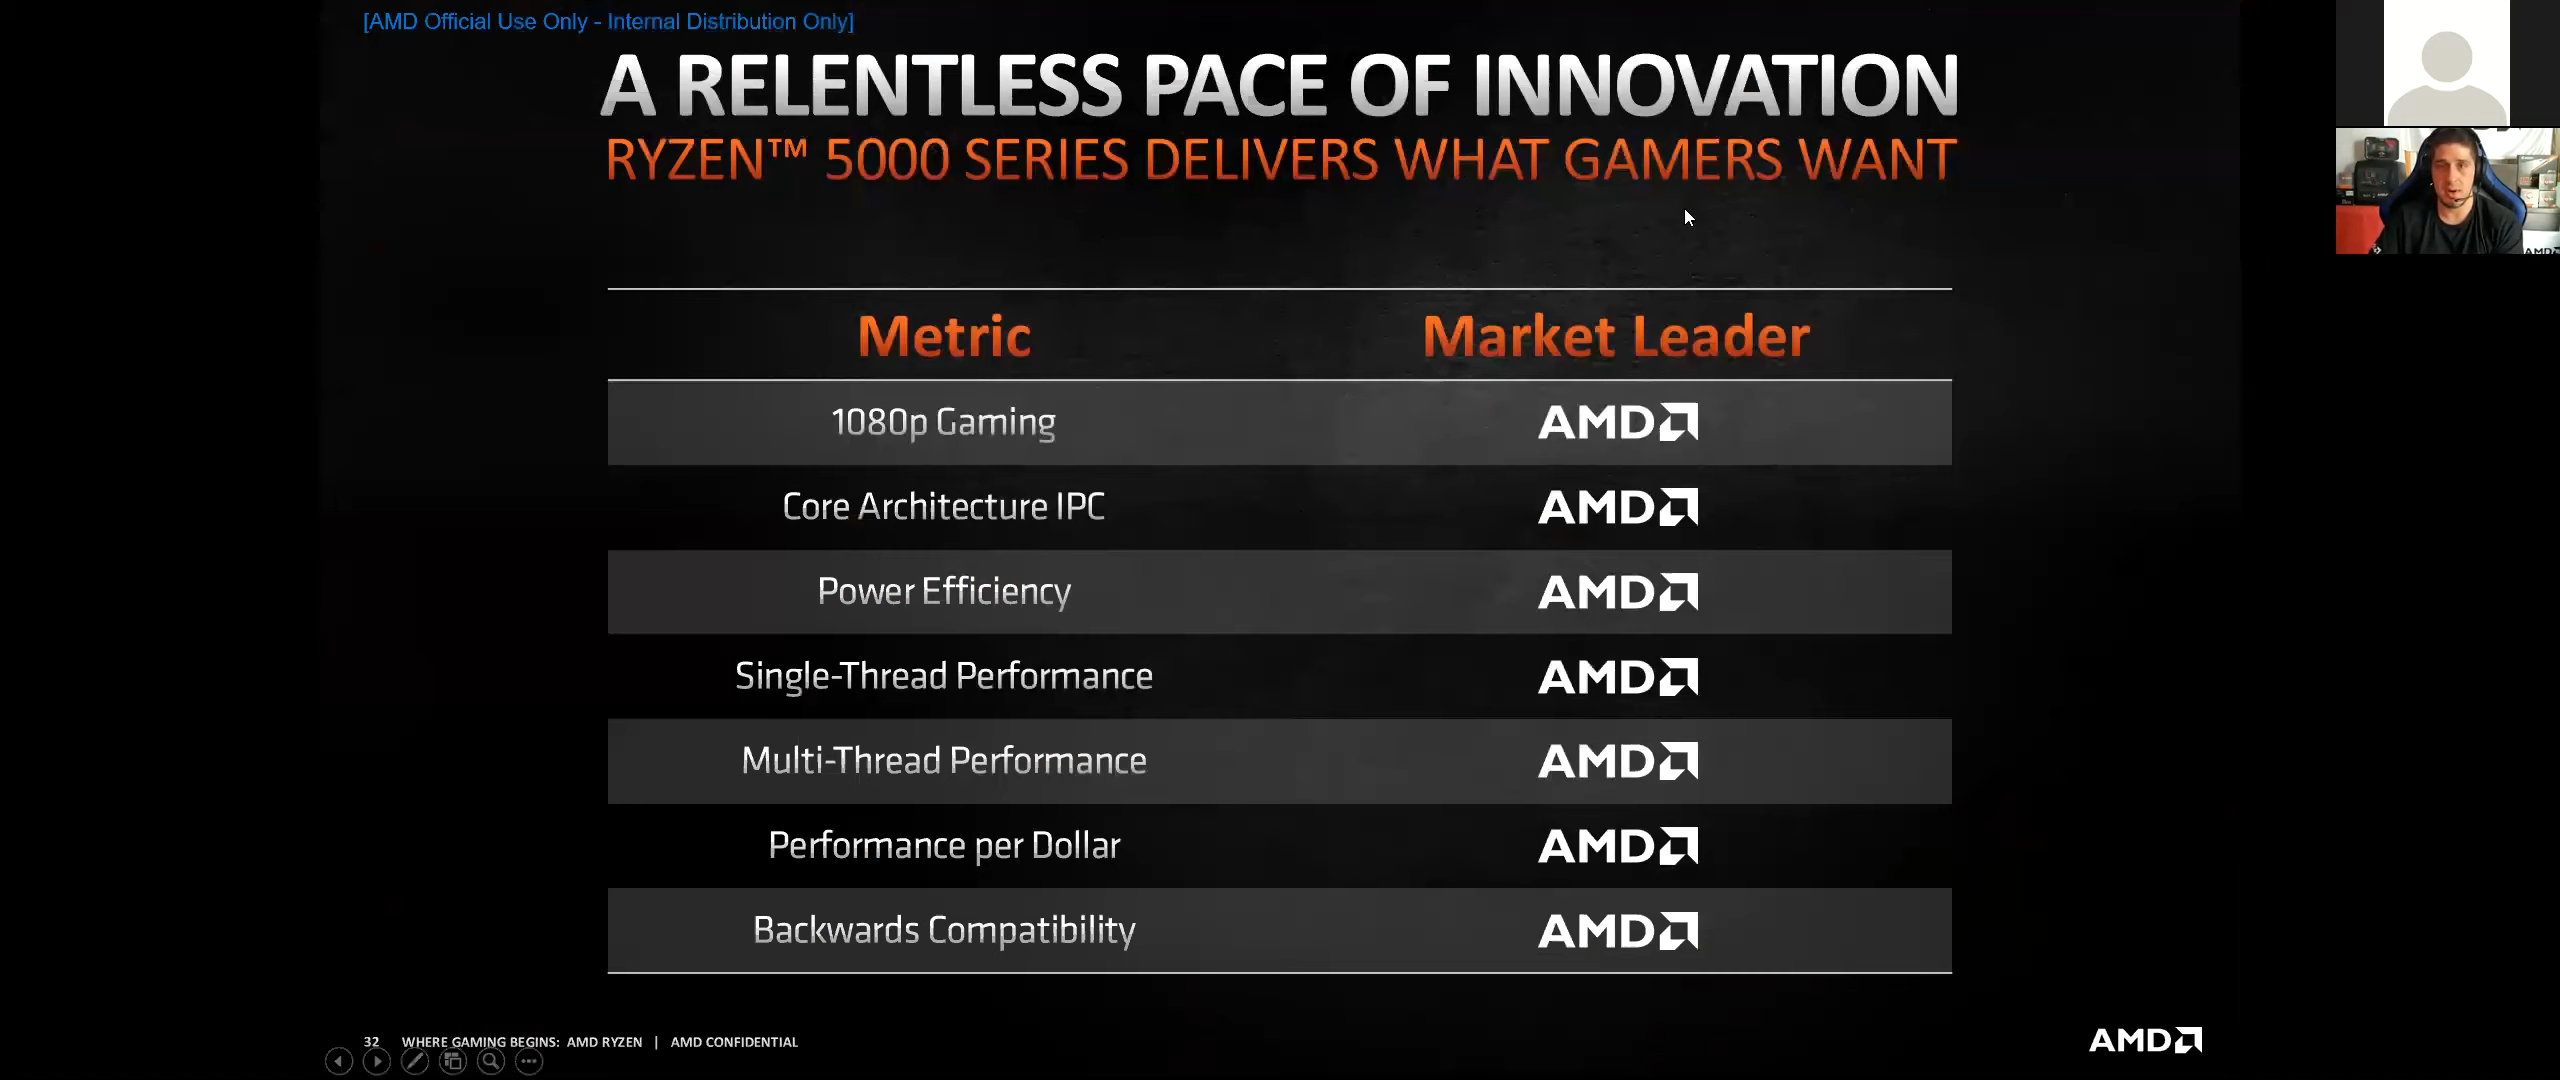 [AMD Official Use Only - Internal Distribution Only]
A RELENTLESS PACE OF INNOVATION
RYZEN™ 5000 SERIES DELIVERS WHAT GAMERS WANT
Metric Market Leader
1080p Gaming AMD
Core Architecture IPC AMD
Power Efficiency AMD
Single-Thread Performance AMD
Multi-Thread Performance AMD
Performance per Dollar AMD
Backwards Compatibility AMD
32 WHERE GAMING BEGINS: AMD RYZEN | AMD CONFIDENTIAL
AMD